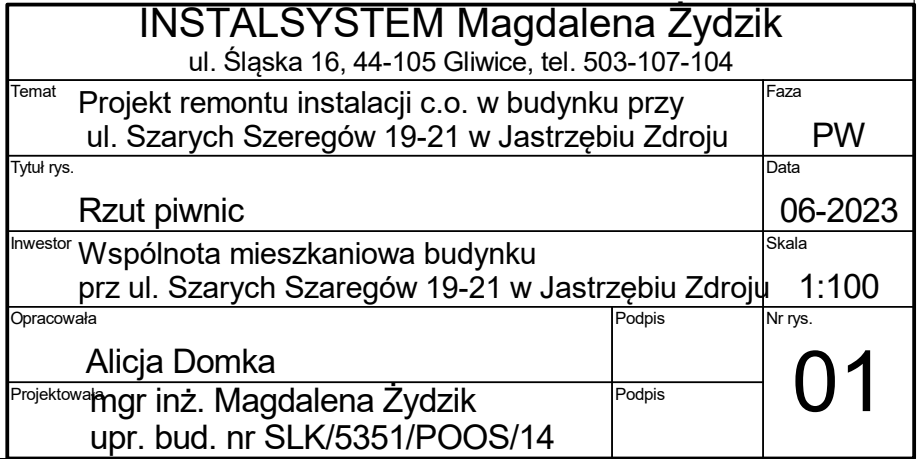 INSTALSYSTEM Magdalena Żydzik
ul. Śląska 16, 44-105 Gliwice, tel. 503-107-104
Temat
Projekt remontu instalacji c.o. w budynku przy
ul. Szarych Szeregów 19-21 w Jastrzębiu Zdroju
Faza
PW
Tytuł rys.
Rzut piwnic
Data
06-2023
Inwestor
Wspólnota mieszkaniowa budynku
prz ul. Szarych Szaregów 19-21 w Jastrzębiu Zdroju
Skala
1:100
Opracowała
Alicja Domka
Podpis
Nr rys.
01
Projektowała
mgr inż. Magdalena Żydzik
upr. bud. nr SLK/5351/POOS/14
Podpis